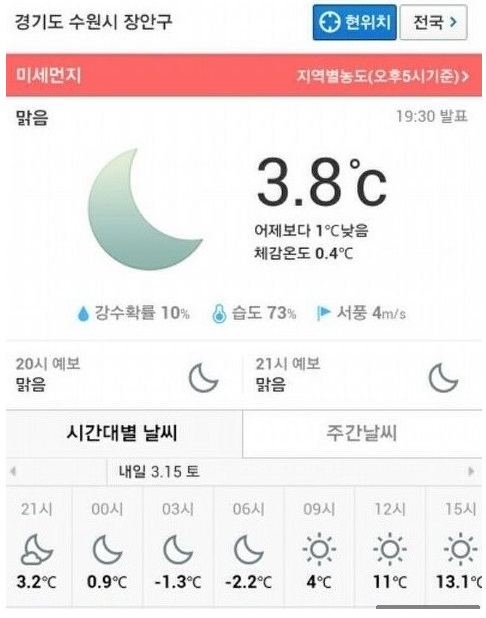 경기도 수원시 장안구 현위치 전국 >
미세먼지 지역별농도(오후5시기준) >
맑음 19:30 발표
3.8℃
어제보다 1℃낮음
체감온도 0.4℃
강수확률 10% 습도 73% 서풍 4m/s
20시 예보 21시 예보
맑음 맑음
시간대별 날씨 주간날씨
내일 3.15 토
21시 00시 03시 06시 09시 12시 15시
3.2℃ 0.9℃ -1.3℃ -2.2℃ 4℃ 11℃ 13.1℃